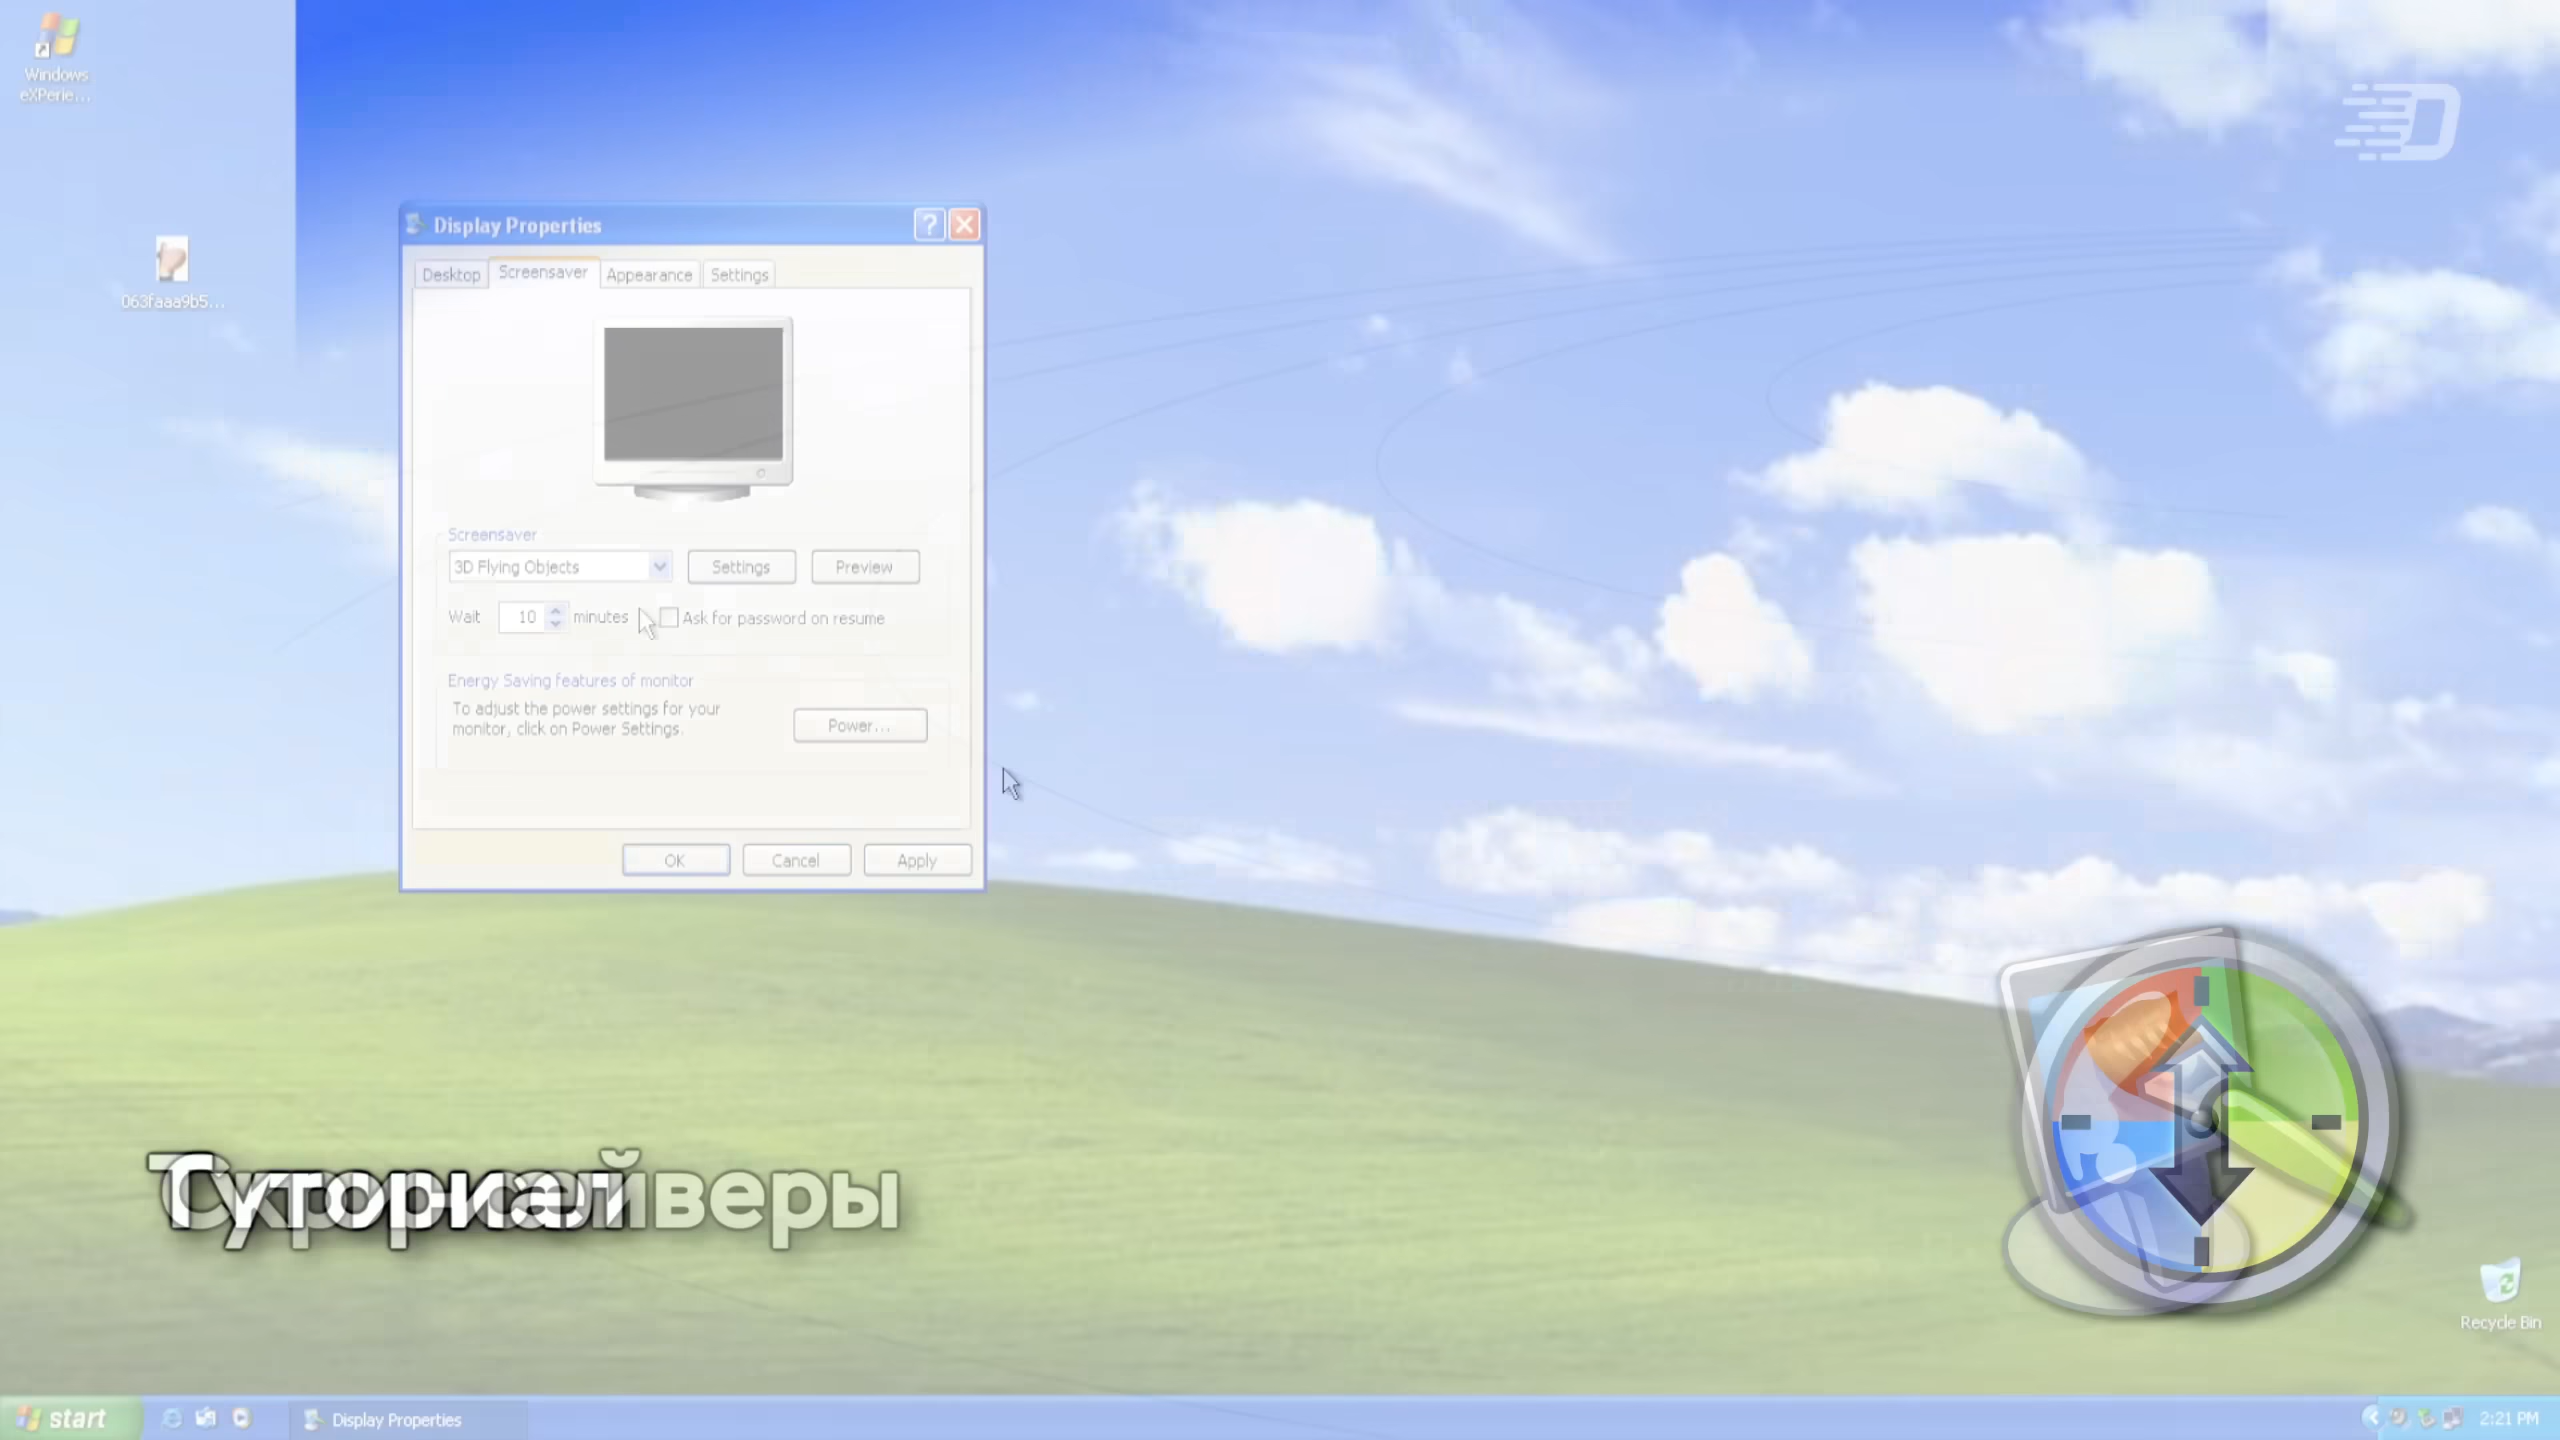 Windows
eXPerie...
063faaa9b5...
Display Properties
Desktop
Screensaver
Appearance
Settings
Screensaver
3D Flying Objects
Settings
Preview
Wait 10 minutes
Ask for password on resume
Energy Saving features of monitor
To adjust the power settings for your
monitor, click on Power Settings.
Power...
OK
Cancel
Apply
Туториал
Recycle Bin
start
Display Properties
2:21 PM